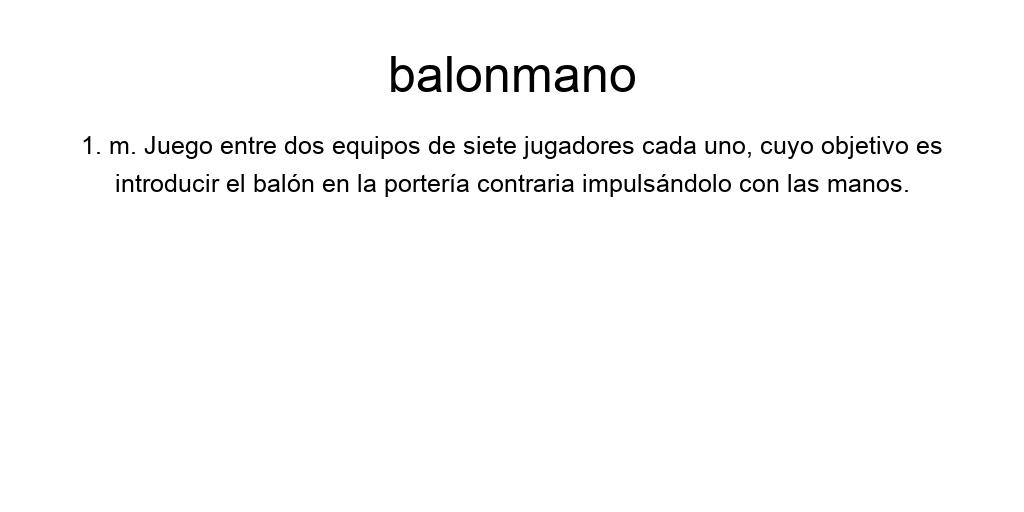 balonmano
1. m. Juego entre dos equipos de siete jugadores cada uno, cuyo objetivo es
introducir el balón en la portería contraria impulsándolo con las manos.